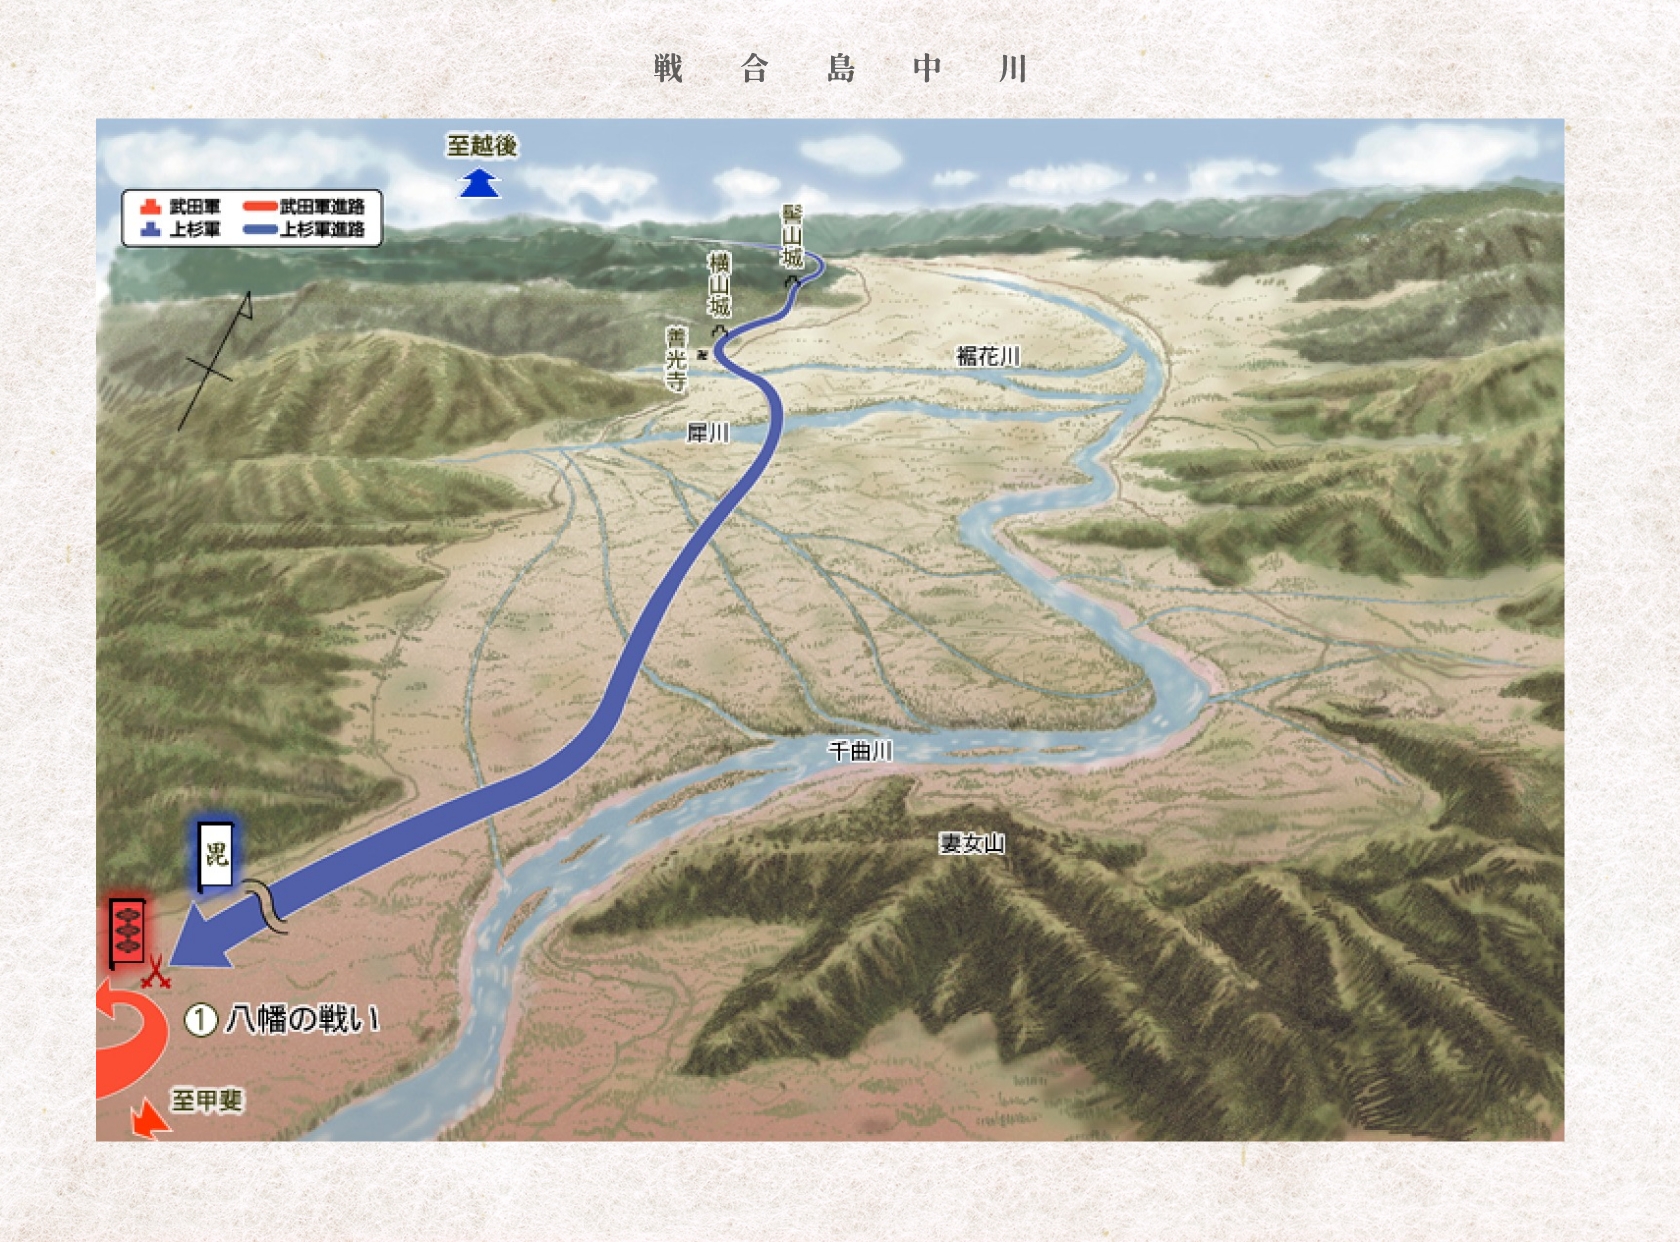 戦合島中川
至越後
武田軍
武田軍進路
上杉軍
上杉軍進路
髻山城
横山城
善光寺
裾花川
犀川
千曲川
妻女山
毘
① 八幡の戦い
至甲斐